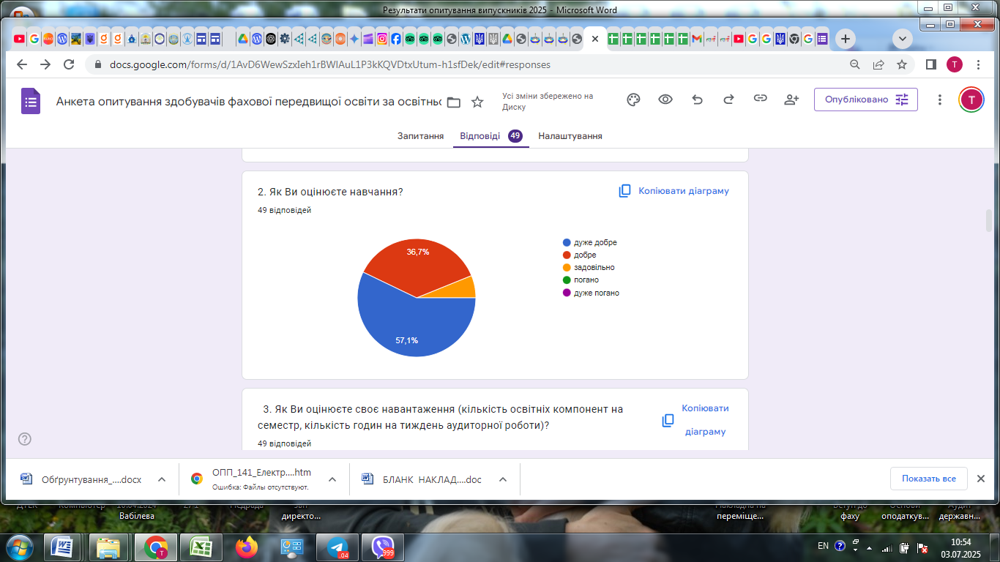 Результати опитування випускників 2025 - Microsoft Word
docs.google.com/forms/d/1AvD6WewSzxIeh1rBWIAuL1P3kKQVDtxUtum-h1sfDek/edit#responses
T
Анкета опитування здобувачів фахової передвищої освіти за освітньо
Усі зміни збережено на
Диску
Опубліковано
T
Запитання
Відповіді 49
Налаштування
2. Як Ви оцінюєте навчання?
Копіювати діаграму
49 відповідей
36,7%
57,1%
дуже добре
добре
задовільно
погано
дуже погано
3. Як Ви оцінюєте своє навантаження (кількість освітніх компонент на
семестр, кількість годин на тиждень аудиторної роботи)?
Копіювати
діаграму
49 відповідей
Обґрунтування_....docx
ОПП_141_Електр....htm
Ошибка: Файлы отсутствуют.
БЛАНК НАКЛАД....doc
Показать все
Вабілева
директо...
переміще...
фаху
оподаткув...
державн...
.04
999
EN
10:54
03.07.2025